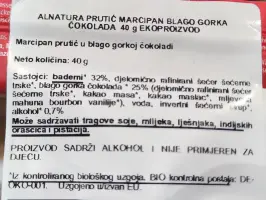 ALNATURA PRUTIĆ MARCIPAN BLAGO GORKA
ČOKOLADA 40 g EKOPROIZVOD
Marcipan prutić u blago gorkoj čokoladi
Neto količina: 40 g
Sastojci: bademi* 32%, djelomično rafinirani šećer šećerne
trske*, blago gorka čokolada * 25% (djelomično rafinirani šećer
šećerne trske*, kakao masa*, kakao maslac*,
mahuna bourbon vanilije*), voda, invertni šećerni
alkohol* 0,7%
Može sadržavati tragove soje, mlijeka, lješnjaka, indijskih
oraščića i pistacija.
PROIZVOD SADRŽI ALKOHOL I NIJE PRIMJEREN ZA
DJECU.
*Iz kontroliranog biološkog uzgoja. BIO kontrolna postaja: DE-
ÖKO-001. Uzgojeno u/izvan EU.